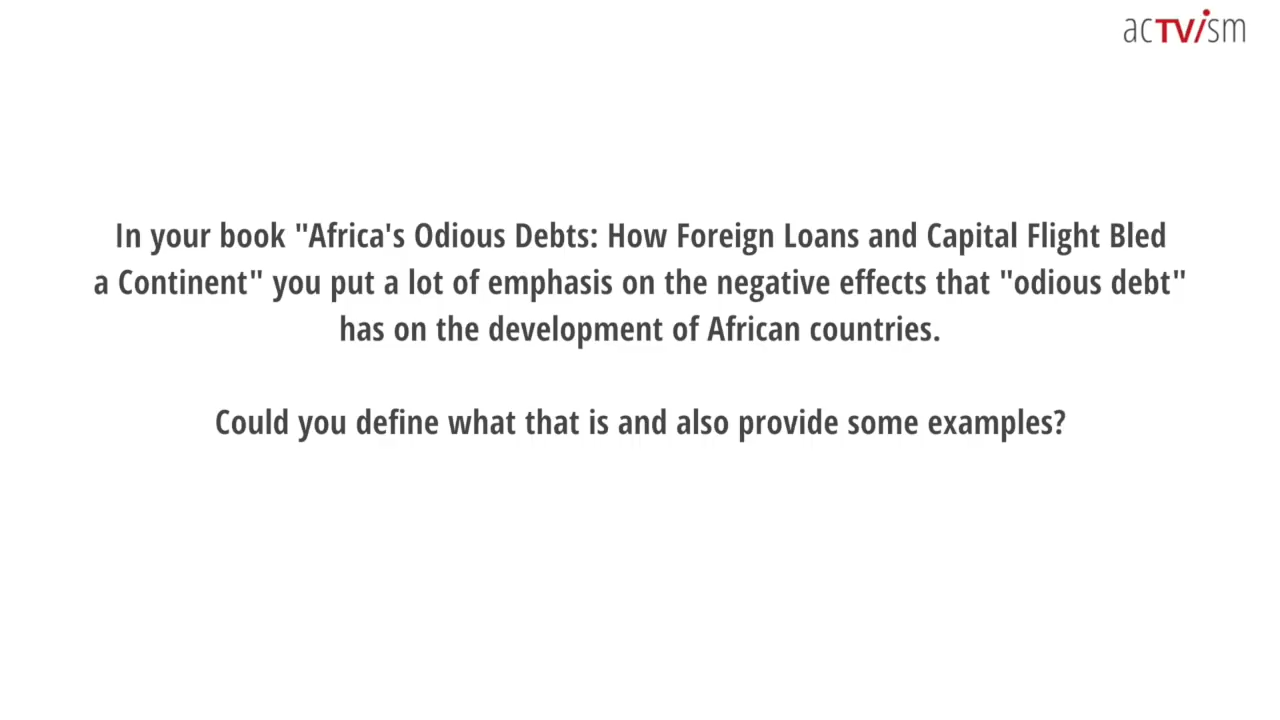 acTVism
In your book "Africa's Odious Debts: How Foreign Loans and Capital Flight Bled
a Continent" you put a lot of emphasis on the negative effects that "odious debt"
has on the development of African countries.
Could you define what that is and also provide some examples?